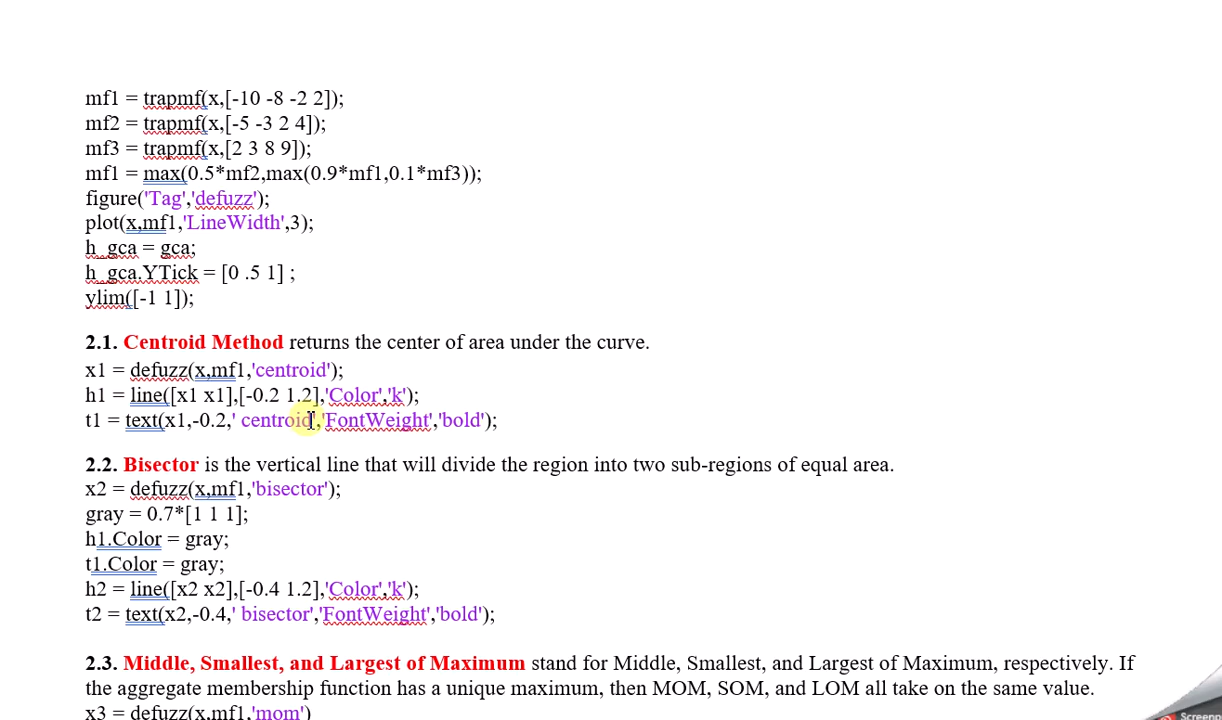 mf1 = trapmf(x,[-10 -8 -2 2]);
mf2 = trapmf(x,[-5 -3 2 4]);
mf3 = trapmf(x,[2 3 8 9]);
mf1 = max(0.5*mf2,max(0.9*mf1,0.1*mf3));
figure('Tag','defuzz');
plot(x,mf1,'LineWidth',3);
h_gca = gca;
h_gca.YTick = [0 .5 1] ;
ylim([-1 1]);
2.1. Centroid Method returns the center of area under the curve.
x1 = defuzz(x,mf1,'centroid');
h1 = line([x1 x1],[-0.2 1.2],'Color','k');
t1 = text(x1,-0.2,' centroid','FontWeight','bold');
2.2. Bisector is the vertical line that will divide the region into two sub-regions of equal area.
x2 = defuzz(x,mf1,'bisector');
gray = 0.7*[1 1 1];
h1.Color = gray;
t1.Color = gray;
h2 = line([x2 x2],[-0.4 1.2],'Color','k');
t2 = text(x2,-0.4,' bisector','FontWeight','bold');
2.3. Middle, Smallest, and Largest of Maximum stand for Middle, Smallest, and Largest of Maximum, respectively. If
the aggregate membership function has a unique maximum, then MOM, SOM, and LOM all take on the same value.
x3 = defuzz(x,mf1,'mom')